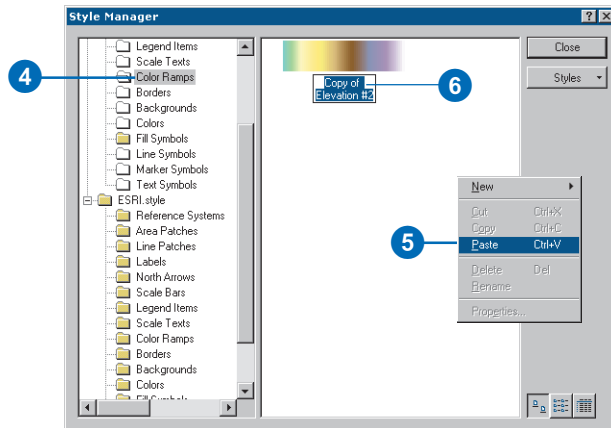 Style Manager
Legend Items
Scale Texts
4
Color Ramps
Borders
Backgrounds
Colors
Fill Symbols
Line Symbols
Marker Symbols
Text Symbols
ESRI.style
Reference Systems
Area Patches
Line Patches
Labels
North Arrows
Scale Bars
Legend Items
Scale Texts
Color Ramps
Borders
Backgrounds
Colors
Fill Symbols
Copy of
Elevation #2
6
Close
Styles
New
Cut Ctrl+X
Copy Ctrl+C
5
Paste Ctrl+V
Delete Del
Rename
Properties...